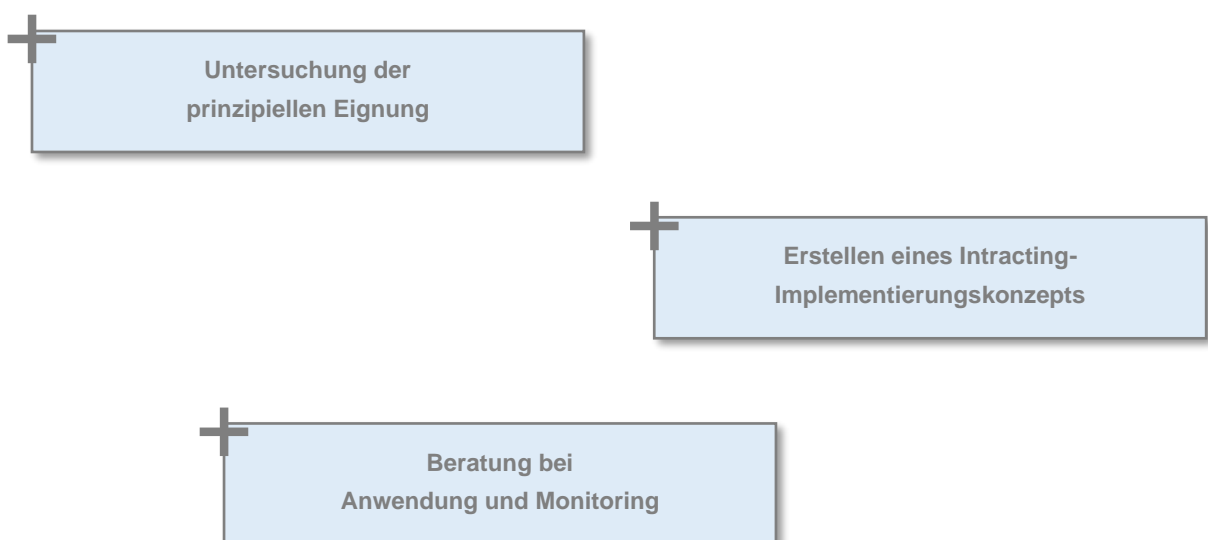 Untersuchung der
prinzipiellen Eignung
Erstellen eines Intracting-
Implementierungskonzepts
Beratung bei
Anwendung und Monitoring